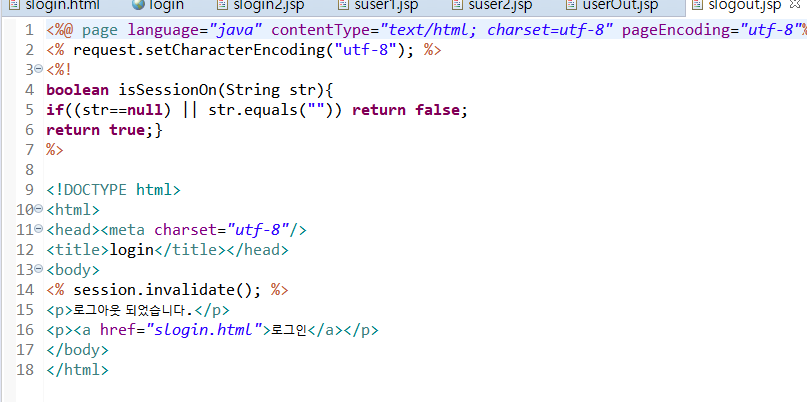 slogin.html login slogin2.jsp suser1.jsp suser2.jsp userOut.jsp slogout.jsp
1 <%@ page language="java" contentType="text/html; charset=utf-8" pageEncoding="utf-8"%
2 <% request.setCharacterEncoding("utf-8"); %>
3 <%!
4 boolean isSessionOn(String str){
5 if((str==null) || str.equals("")) return false;
6 return true;}
7 %>
8
9 <!DOCTYPE html>
10 <html>
11 <head><meta charset="utf-8"/>
12 <title>login</title></head>
13 <body>
14 <% session.invalidate(); %>
15 <p>로그아웃 되었습니다.</p>
16 <p><a href="slogin.html">로그인</a></p>
17 </body>
18 </html>